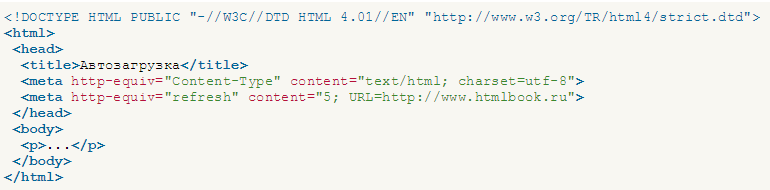 <!DOCTYPE HTML PUBLIC "-//W3C//DTD HTML 4.01//EN" "http://www.w3.org/TR/html4/strict.dtd">
<html>
<head>
<title>Автозагрузка</title>
<meta http-equiv="Content-Type" content="text/html; charset=utf-8">
<meta http-equiv="refresh" content="5; URL=http://www.htmlbook.ru">
</head>
<body>
<p>...</p>
</body>
</html>